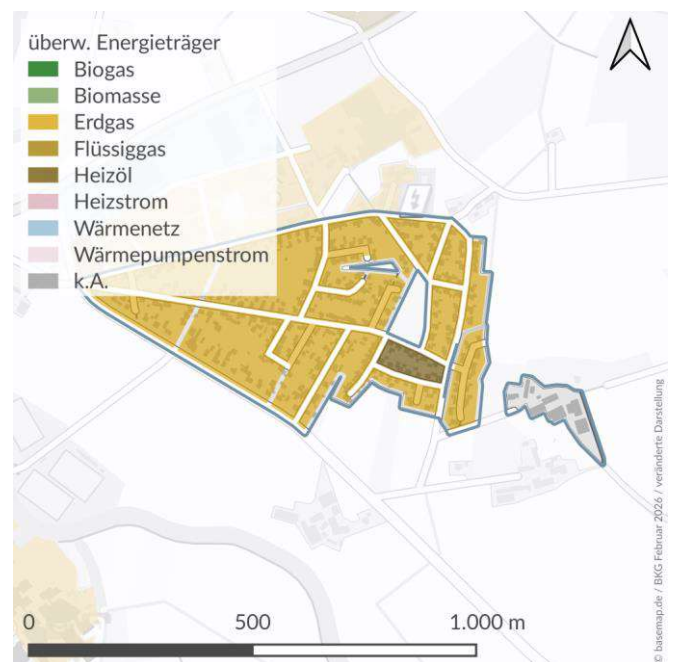 überw. Energieträger
Biogas
Biomasse
Erdgas
Flüssiggas
Heizöl
Heizstrom
Wärmenetz
Wärmepumpenstrom
k.A.
© basemap.de / BKG Februar 2026 / veränderte Darstellung
0 500 1.000 m